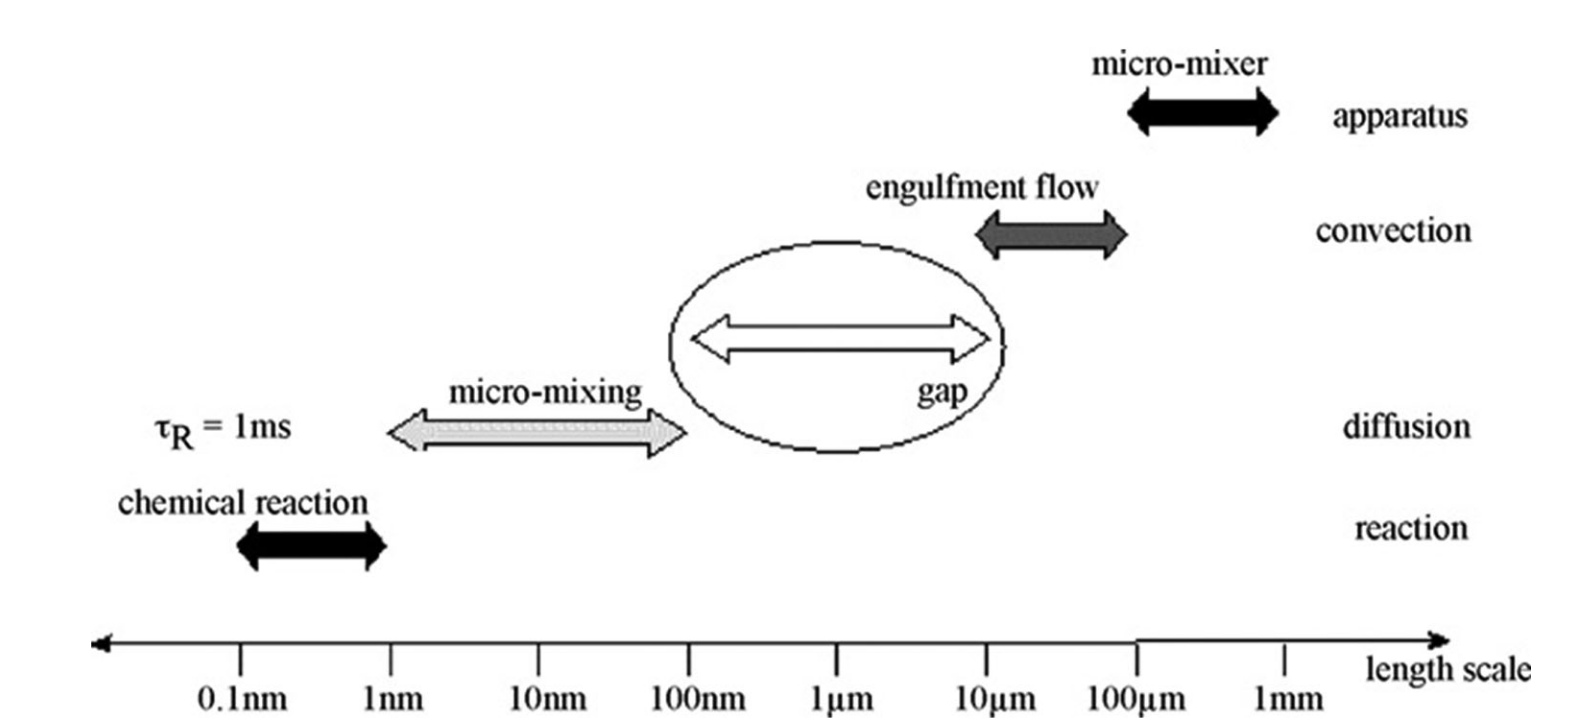 micro-mixer
apparatus
engulfment flow
convection
gap
micro-mixing
τR = 1ms
diffusion
chemical reaction
reaction
length scale
0.1nm 1nm 10nm 100nm 1μm 10μm 100μm 1mm